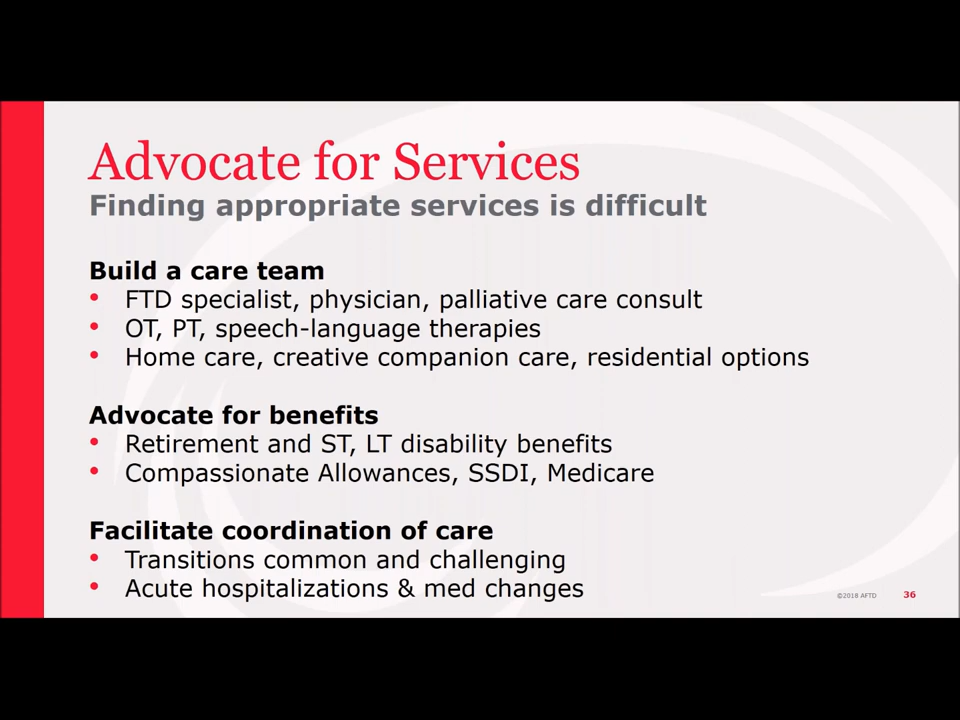 Advocate for Services
Finding appropriate services is difficult
Build a care team
• FTD specialist, physician, palliative care consult
• OT, PT, speech-language therapies
• Home care, creative companion care, residential options
Advocate for benefits
• Retirement and ST, LT disability benefits
• Compassionate Allowances, SSDI, Medicare
Facilitate coordination of care
• Transitions common and challenging
• Acute hospitalizations & med changes
©2018 AFTD 36